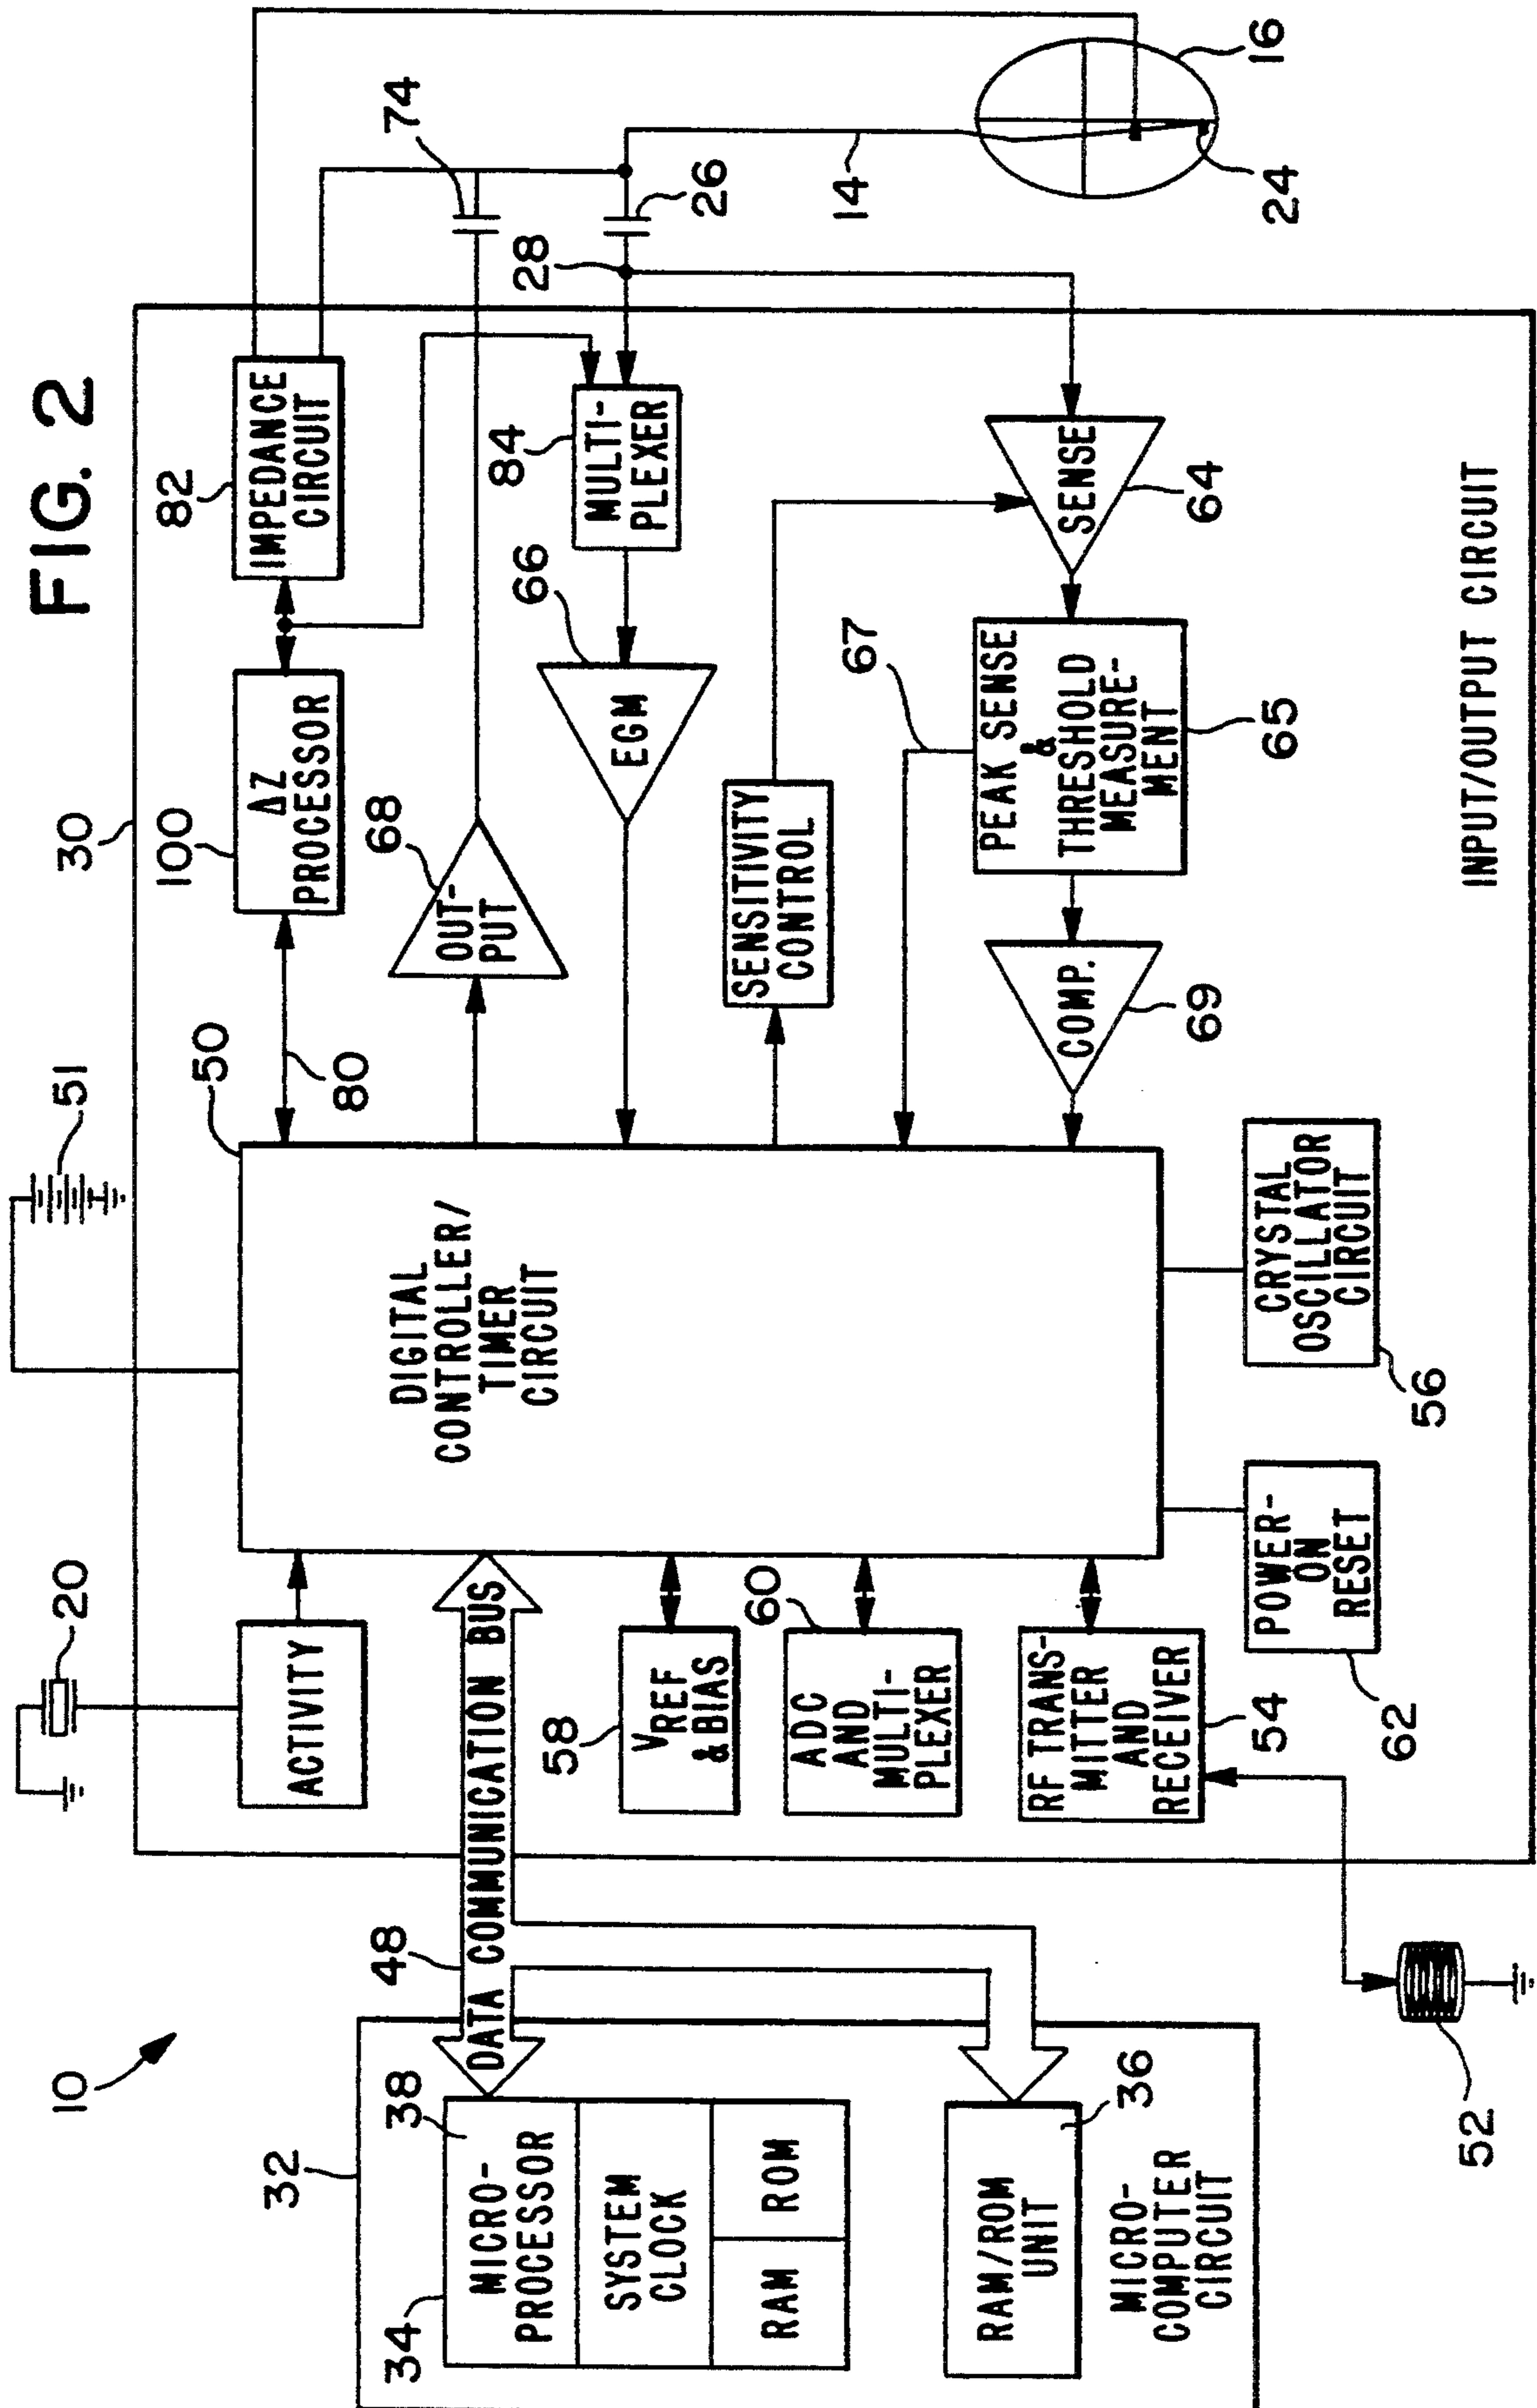 FIG. 2
10
32
34
38
MICRO-
PROCESSOR
SYSTEM
CLOCK
RAM
ROM
RAM/ROM
UNIT
36
MICRO-
COMPUTER
CIRCUIT
48
DATA COMMUNICATION BUS
20
ACTIVITY
58
VREF
& BIAS
60
ADC
AND
MULTI-
PLEXER
RF TRANS-
MITTER
AND
RECEIVER
54
52
POWER-
ON
RESET
62
CRYSTAL
OSCILLATOR
CIRCUIT
56
51
50
DIGITAL
CONTROLLER/
TIMER
CIRCUIT
30
80
100
ΔZ
PROCESSOR
82
IMPEDANCE
CIRCUIT
68
OUT-
PUT
66
EGM
84
MULTI-
PLEXER
SENSITIVITY
CONTROL
67
PEAK SENSE
&
THRESHOLD
MEASURE-
MENT
65
SENSE
64
COMP.
69
INPUT/OUTPUT CIRCUIT
74
28
26
14
16
24